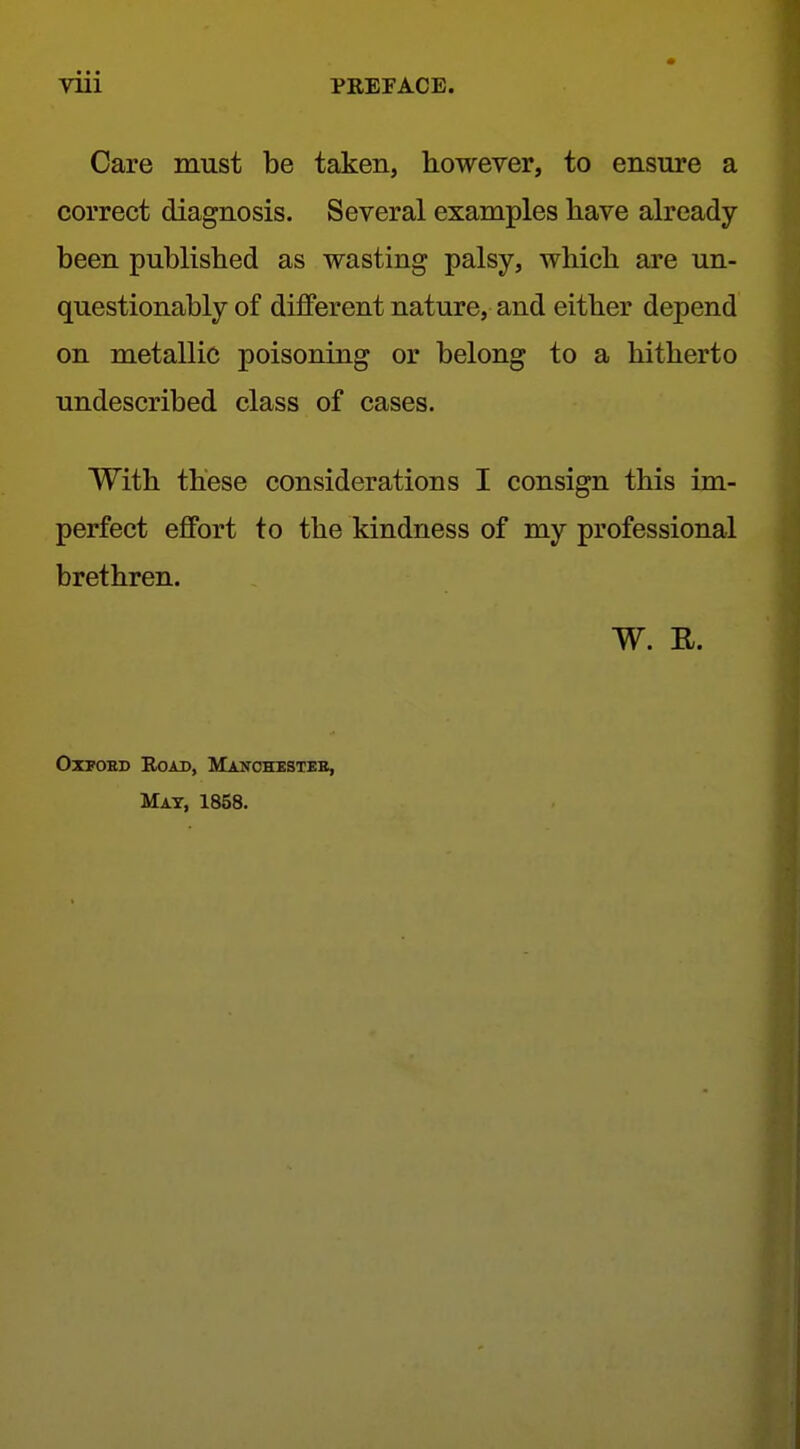 viii PREFACE.
Care must be taken, however, to ensure a
correct diagnosis. Several examples have already
been published as wasting palsy, which are un-
questionably of different nature, and either depend
on metallic poisoning or belong to a hitherto
undescribed class of cases.
With these considerations I consign this im-
perfect effort to the kindness of my professional
brethren.
W. R.
Oxford Road, Manchester,
May, 1858.